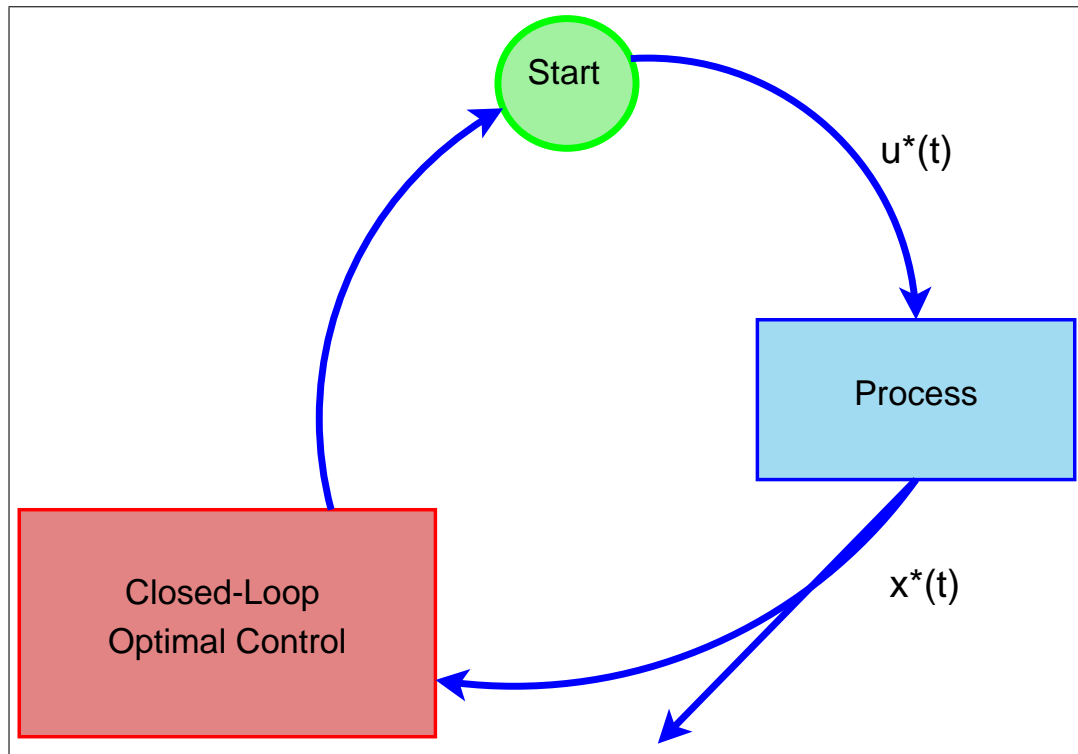 Start
u*(t)
Process
x*(t)
Closed-Loop
Optimal Control